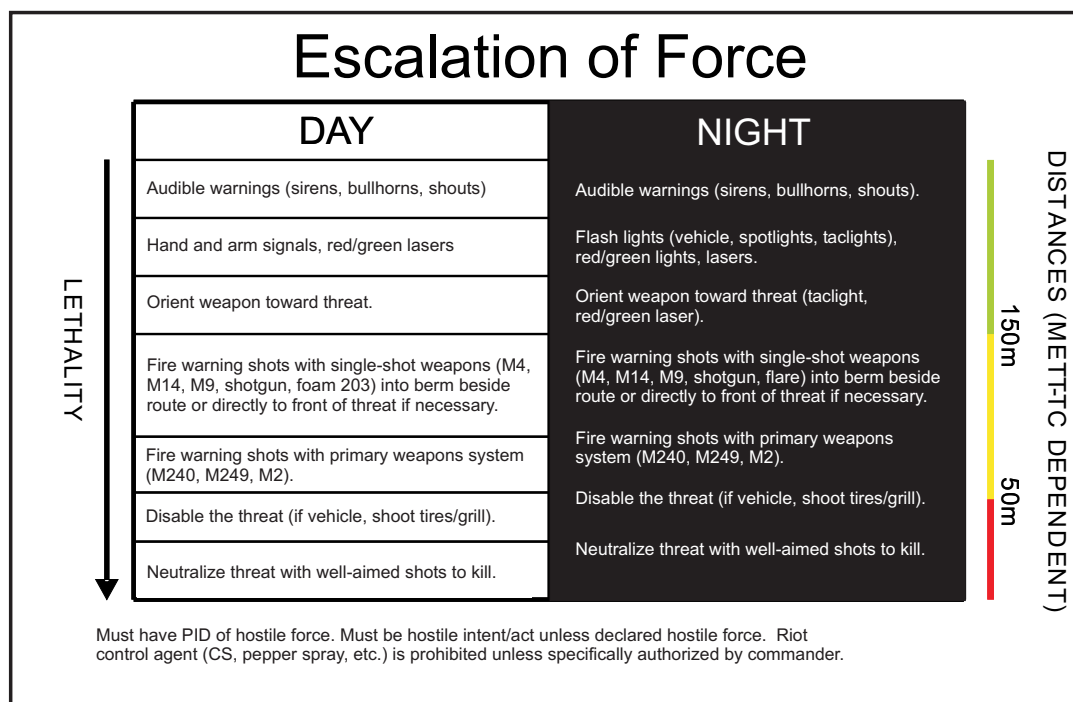 Escalation of Force
DAY
NIGHT
LETHALITY
Audible warnings (sirens, bullhorns, shouts)
Hand and arm signals, red/green lasers
Orient weapon toward threat.
Fire warning shots with single-shot weapons (M4,
M14, M9, shotgun, foam 203) into berm beside
route or directly to front of threat if necessary.
Fire warning shots with primary weapons system
(M240, M249, M2).
Disable the threat (if vehicle, shoot tires/grill).
Neutralize threat with well-aimed shots to kill.
Audible warnings (sirens, bullhorns, shouts).
Flash lights (vehicle, spotlights, taclights),
red/green lights, lasers.
Orient weapon toward threat (taclight,
red/green laser).
Fire warning shots with single-shot weapons
(M4, M14, M9, shotgun, flare) into berm beside
route or directly to front of threat if necessary.
Fire warning shots with primary weapons
system (M240, M249, M2).
Disable the threat (if vehicle, shoot tires/grill).
Neutralize threat with well-aimed shots to kill.
150m
50m
DISTANCES (METT-TC DEPENDENT)
Must have PID of hostile force. Must be hostile intent/act unless declared hostile force. Riot
control agent (CS, pepper spray, etc.) is prohibited unless specifically authorized by commander.